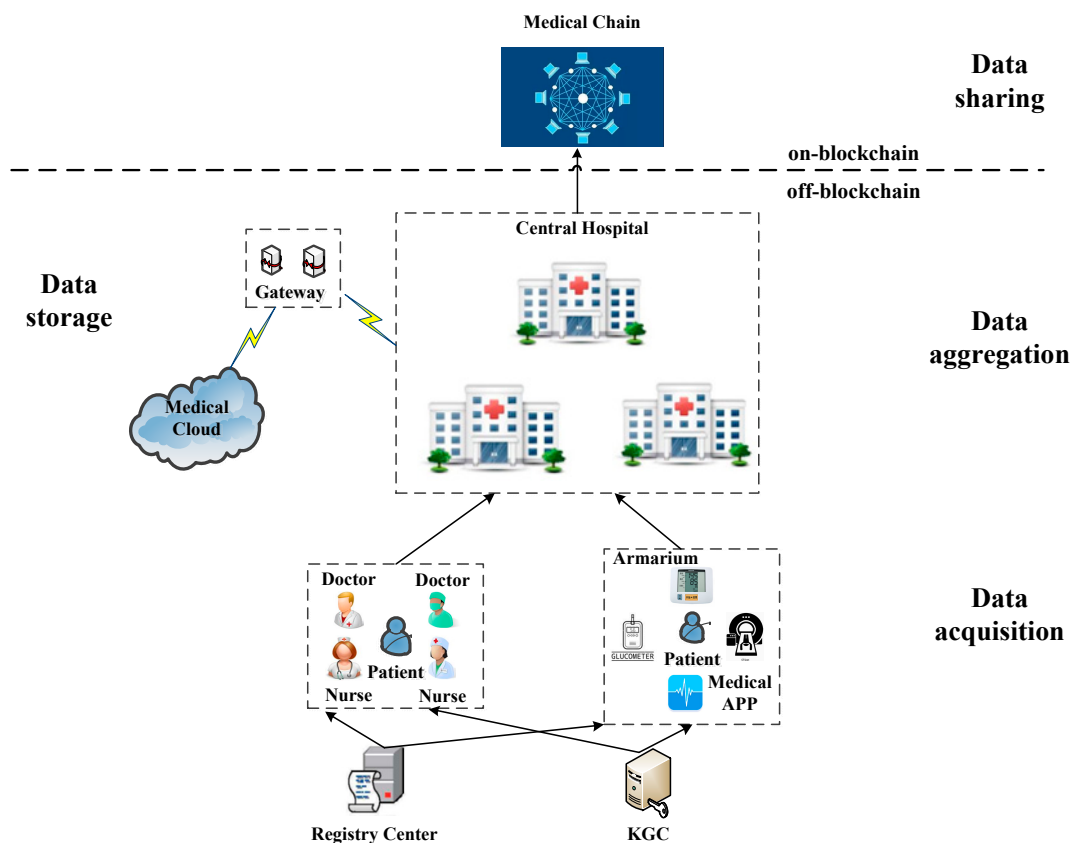 Medical Chain
Data
sharing
on-blockchain
off-blockchain
Central Hospital
Gateway
Data
storage
Data
aggregation
Medical
Cloud
Armarium
Doctor
Doctor
GLUCOMETER
Patient
Patient
Nurse
Nurse
Medical
APP
Data
acquisition
Registry Center
KGC